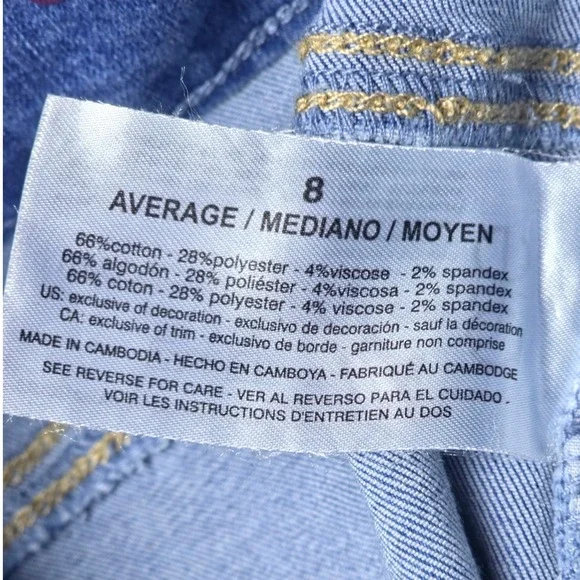 8
AVERAGE / MEDIANO / MOYEN
66%cotton - 28%polyester - 4%viscose - 2% spandex
66% algodón - 28% poliéster - 4%viscosa - 2% spandex
66% coton - 28% polyester - 4% viscose - 2% spandex
US: exclusive of decoration - exclusivo de decoración - sauf la décoration
CA: exclusive of trim - exclusivo de borde - garniture non comprise
MADE IN CAMBODIA - HECHO EN CAMBOYA - FABRIQUÉ AU CAMBODGE
SEE REVERSE FOR CARE - VER AL REVERSO PARA EL CUIDADO -
VOIR LES INSTRUCTIONS D'ENTRETIEN AU DOS